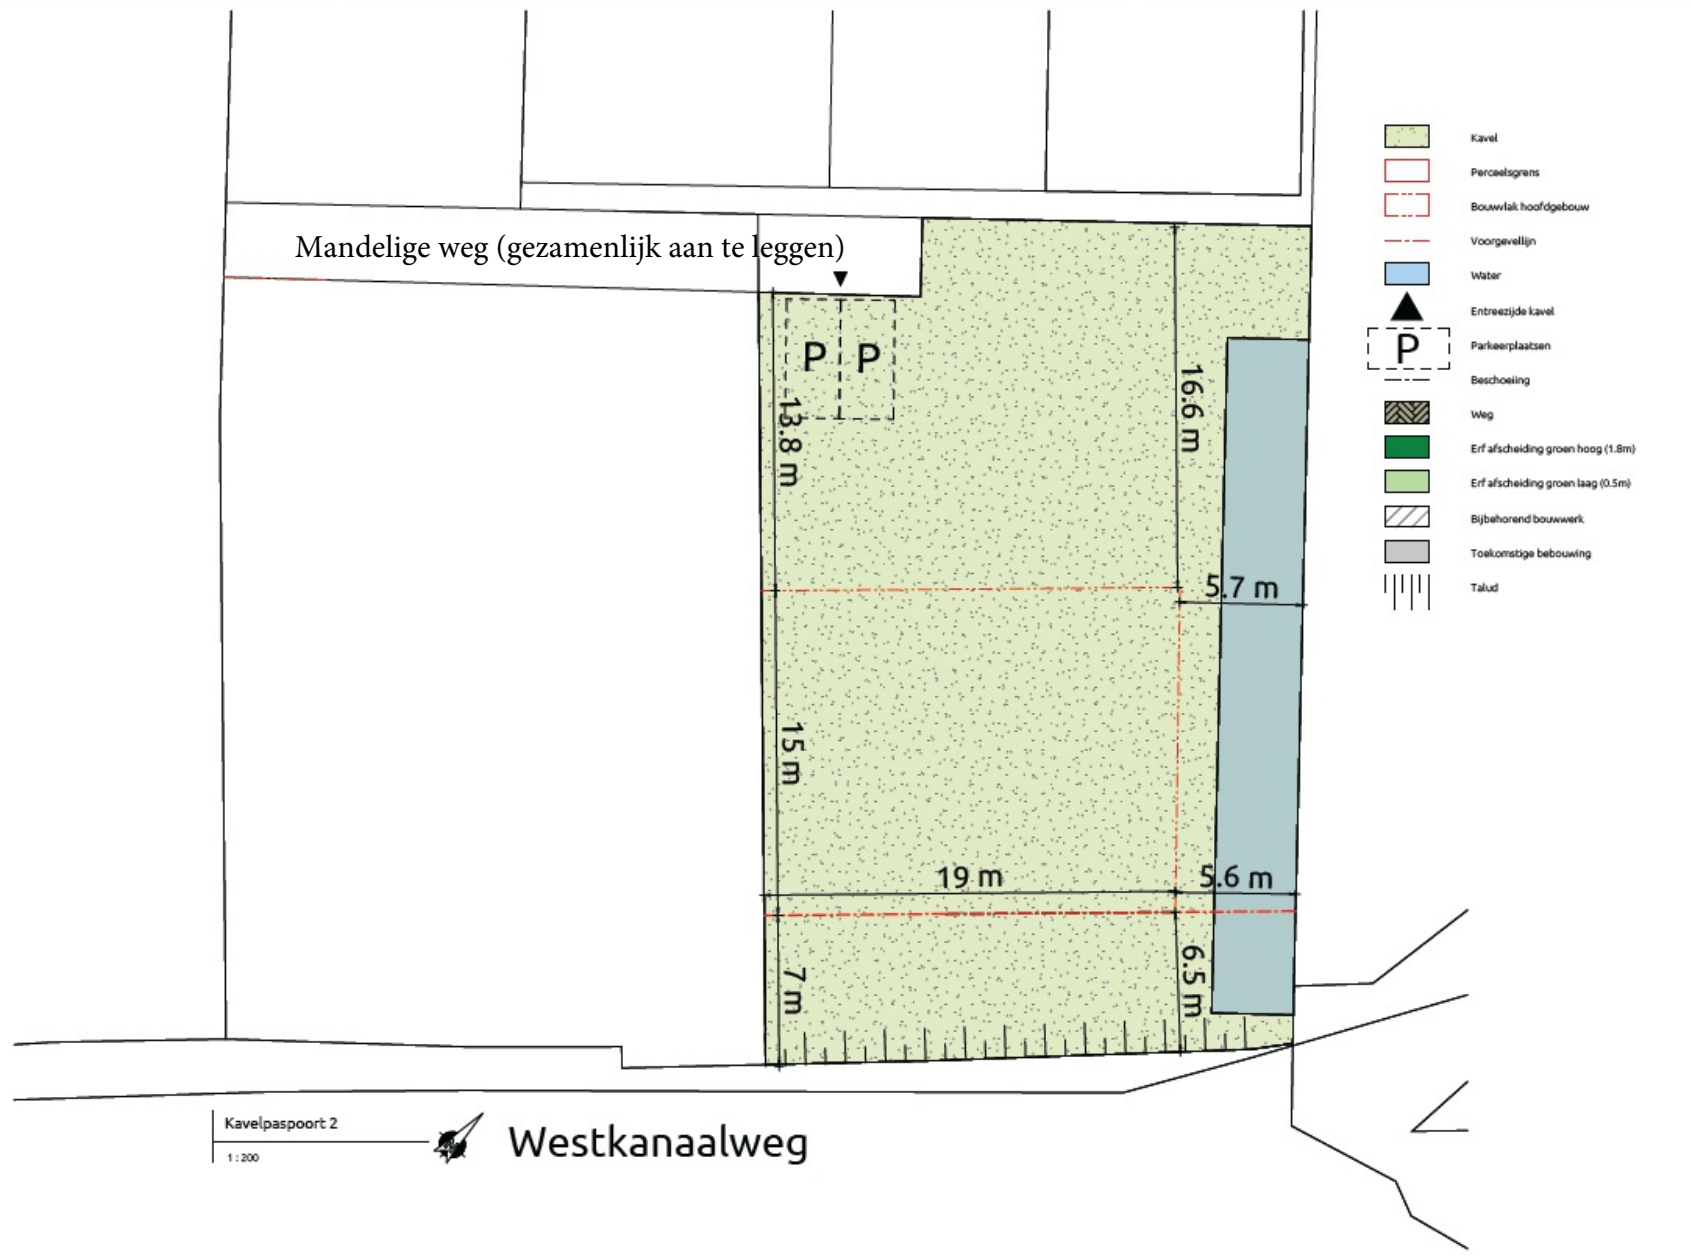 Mandelige weg (gezamenlijk aan te leggen)
P P
13.8 m
16.6 m
5.7 m
15 m
19 m
5.6 m
7 m
6.5 m
Kavel
Perceelsgrens
Bouwvlak hoofdgebouw
Voorgevellijn
Water
Entreezijde kavel
P Parkeerplaatsen
Beschoeiing
Weg
Erf afscheiding groen hoog (1.8m)
Erf afscheiding groen laag (0.5m)
Bijbehorend bouwwerk
Toekomstige bebouwing
Talud
Kavelpaspoort 2
1 : 200
Westkanaalweg